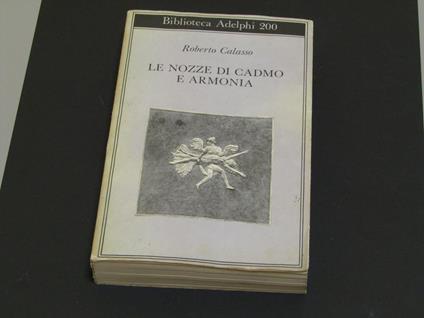 Biblioteca Adelphi 200
Roberto Calasso
LE NOZZE DI CADMO
E ARMONIA